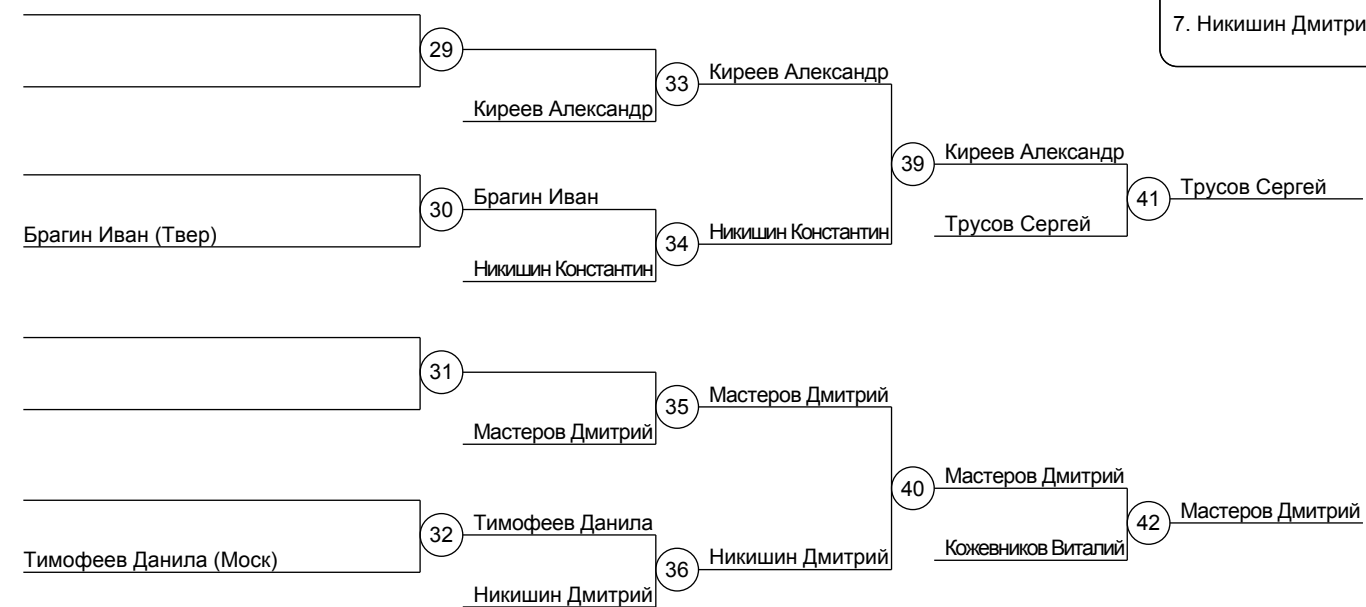 7. Никишин Дмитри
29
33
Киреев Александр
Киреев Александр
39
Киреев Александр
41
Трусов Сергей
30
Брагин Иван
Брагин Иван (Твер)
34
Никишин Константин
Трусов Сергей
Никишин Константин
31
35
Мастеров Дмитрий
Мастеров Дмитрий
40
Мастеров Дмитрий
42
Мастеров Дмитрий
32
Тимофеев Данила
Тимофеев Данила (Моск)
36
Никишин Дмитрий
Кожевников Виталий
Никишин Дмитрий